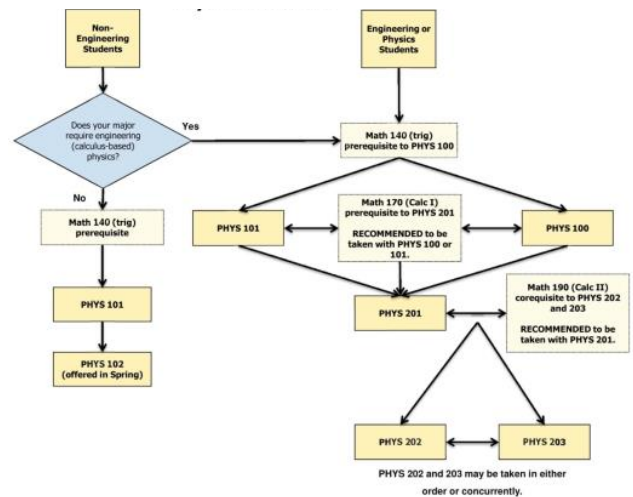 Non-
Engineering
Students
Engineering or
Physics
Students
Does your major
require engineering
(calculus-based)
physics?
Yes
No
Math 140 (trig)
prerequisite to PHYS 100
Math 140 (trig)
prerequisite
PHYS 101
Math 170 (Calc I)
prerequisite to PHYS 201
RECOMMENDED to be
taken with PHYS 100 or
101.
PHYS 100
PHYS 101
PHYS 201
Math 190 (Calc II)
corequisite to PHYS 202
and 203
RECOMMENDED to be
taken with PHYS 201.
PHYS 102
(offered in Spring)
PHYS 202
PHYS 203
PHYS 202 and 203 may be taken in either
order or concurrently.